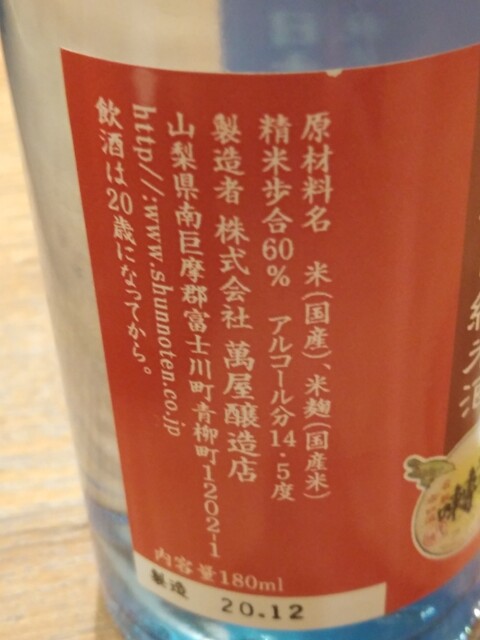 原材料名　米(国産)、米麹(国産米)
精米歩合60%　アルコール分14・5度
製造者 株式会社 萬屋醸造店
山梨県南巨摩郡富士川町青柳町1202-1
http//:www.shunnoten.co.jp
飲酒は20歳になってから。
内容量180ml
製造 20.12
純米酒